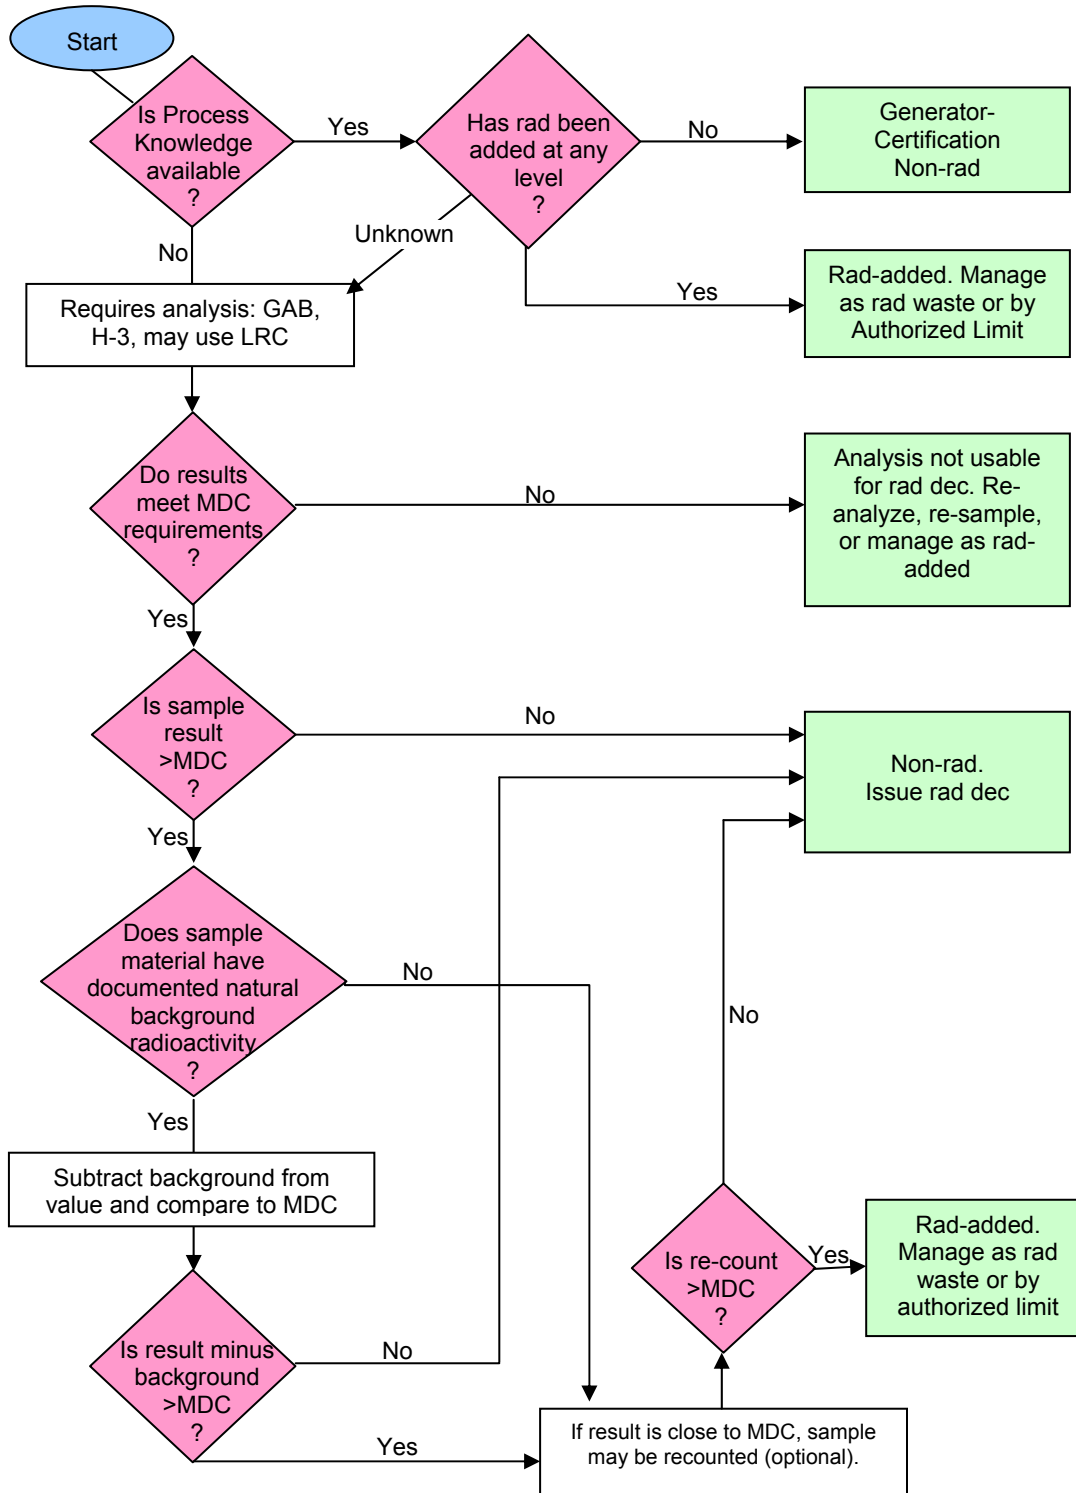 Start
Is Process
Knowledge
available
?
Yes
Has rad been
added at any
level
?
No
Generator-
Certification
Non-rad
Unknown
No
Yes
Rad-added. Manage
as rad waste or by
Authorized Limit
Requires analysis: GAB,
H-3, may use LRC
Do results
meet MDC
requirements
?
No
Analysis not usable
for rad dec. Re-
analyze, re-sample,
or manage as rad-
added
Yes
Is sample
result
>MDC
?
No
Non-rad.
Issue rad dec
Yes
Does sample
material have
documented natural
background
radioactivity
?
No
No
Yes
Subtract background from
value and compare to MDC
Is re-count
>MDC
?
Yes
Rad-added.
Manage as rad
waste or by
authorized limit
Is result minus
background
>MDC
?
No
Yes
If result is close to MDC, sample
may be recounted (optional).